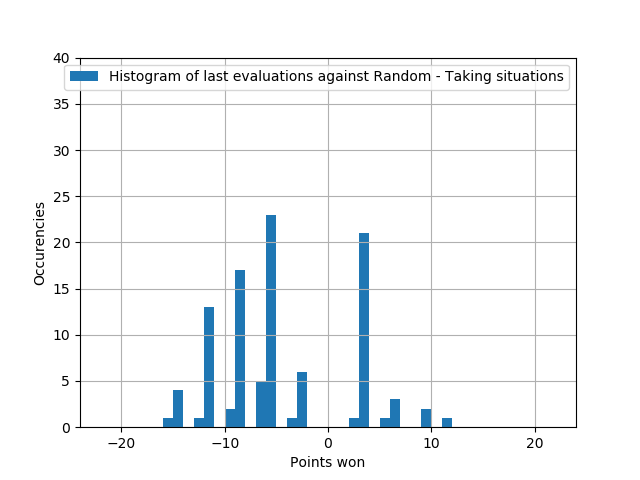 Histogram of last evaluations against Random - Taking situations
40
35
30
25
20
15
10
5
0
Occurencies
−20 −10 0 10 20
Points won